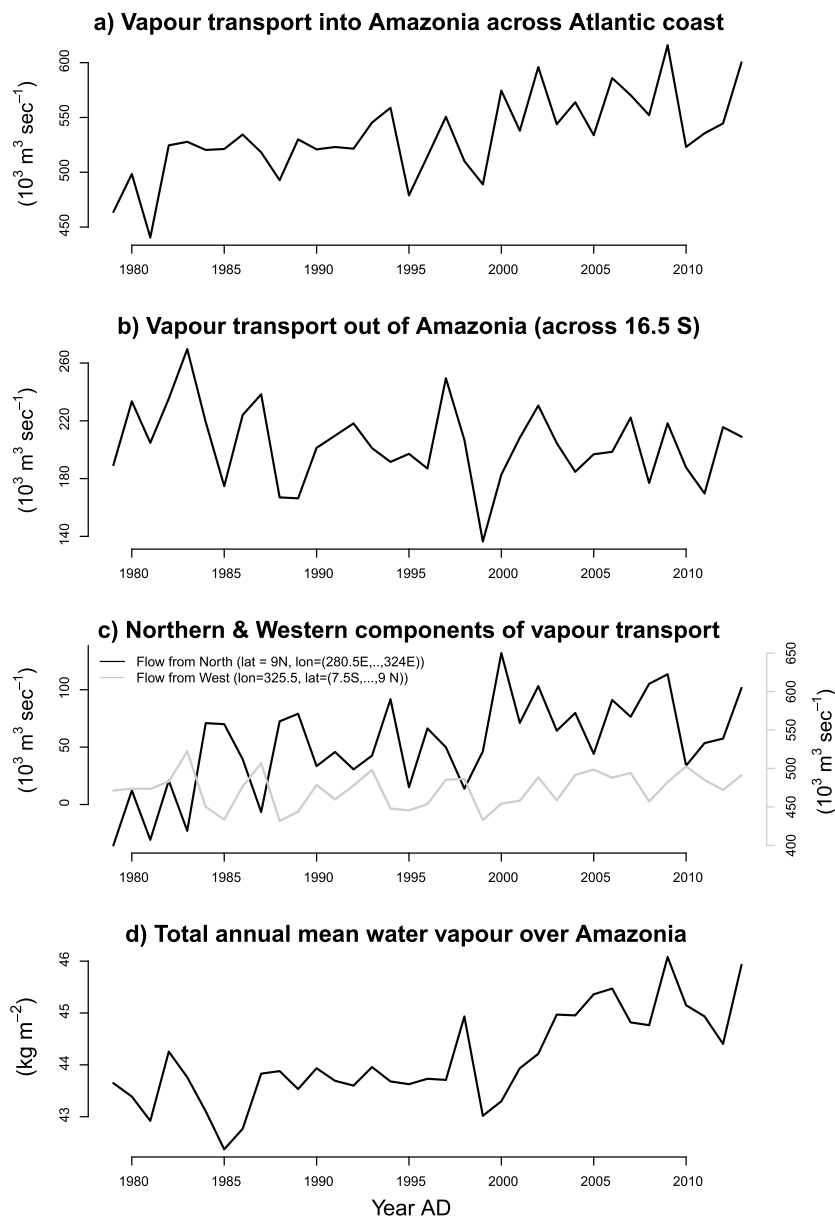 a) Vapour transport into Amazonia across Atlantic coast
(10³ m³ sec⁻¹)
600
550
500
450
1980 1985 1990 1995 2000 2005 2010
b) Vapour transport out of Amazonia (across 16.5 S)
(10³ m³ sec⁻¹)
260
220
180
140
1980 1985 1990 1995 2000 2005 2010
c) Northern & Western components of vapour transport
Flow from North (lat = 9N, lon=(280.5E,..,324E))
Flow from West (lon=325.5, lat=(7.5S,...,9 N))
(10³ m³ sec⁻¹)
100
50
0
650
600
550
500
450
400
(10³ m³ sec⁻¹)
1980 1985 1990 1995 2000 2005 2010
d) Total annual mean water vapour over Amazonia
(kg m⁻²)
46
45
44
43
1980 1985 1990 1995 2000 2005 2010
Year AD